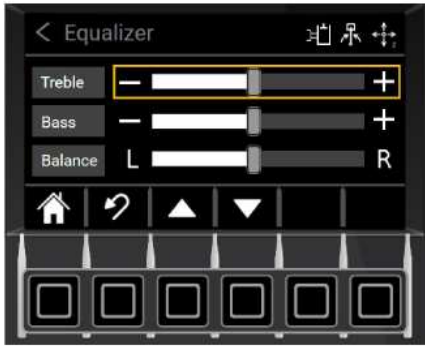 < Equalizer
Treble − +
Bass − +
Balance L R